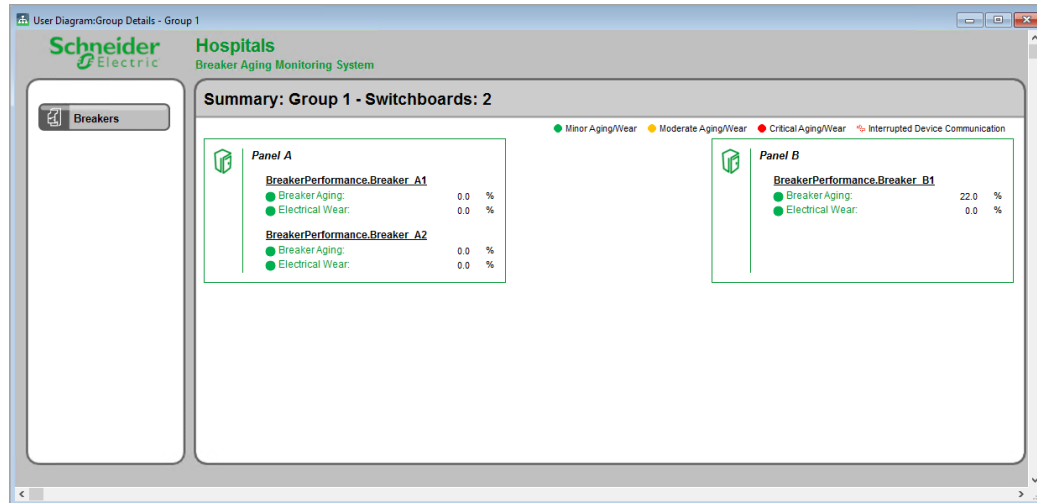 User Diagram:Group Details - Group 1
Schneider Electric
Hospitals
Breaker Aging Monitoring System
Breakers
Summary: Group 1 - Switchboards: 2
Minor Aging/Wear Moderate Aging/Wear Critical Aging/Wear Interrupted Device Communication
Panel A
BreakerPerformance.Breaker_A1
Breaker Aging: 0.0 %
Electrical Wear: 0.0 %
BreakerPerformance.Breaker_A2
Breaker Aging: 0.0 %
Electrical Wear: 0.0 %
Panel B
BreakerPerformance.Breaker_B1
Breaker Aging: 22.0 %
Electrical Wear: 0.0 %